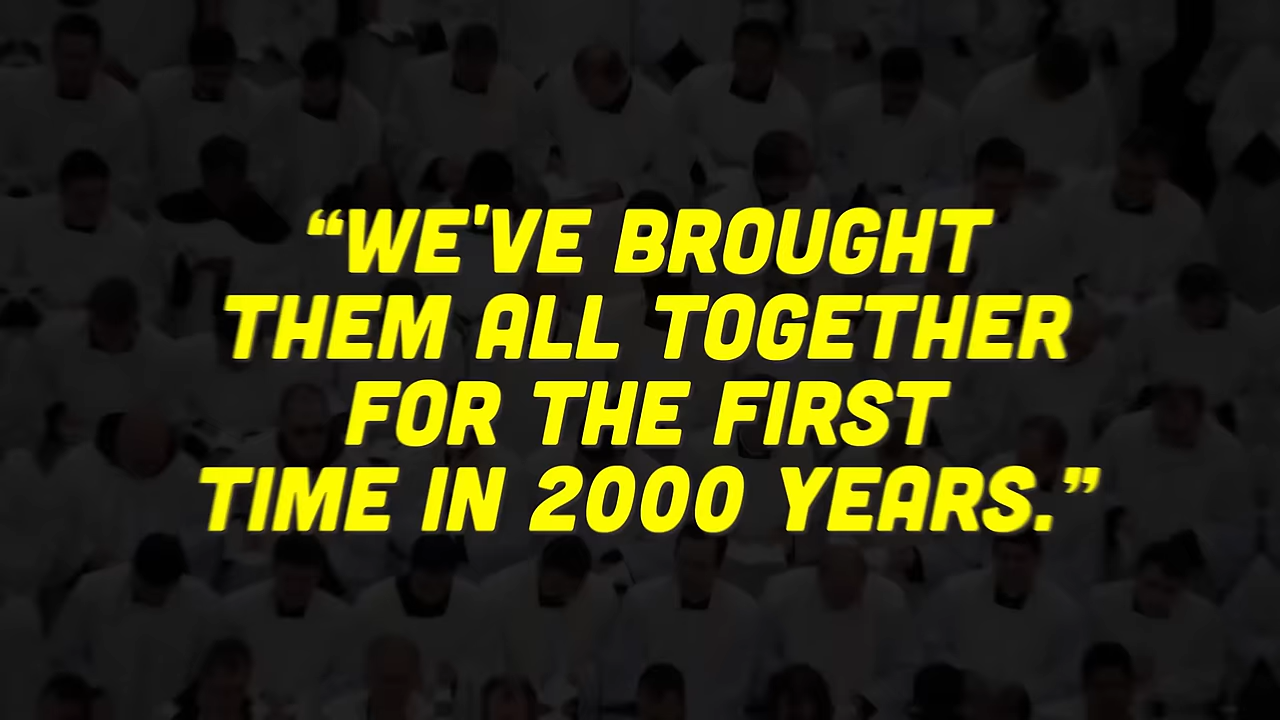 “WE'VE BROUGHT
THEM ALL TOGETHER
FOR THE FIRST
TIME IN 2000 YEARS.”